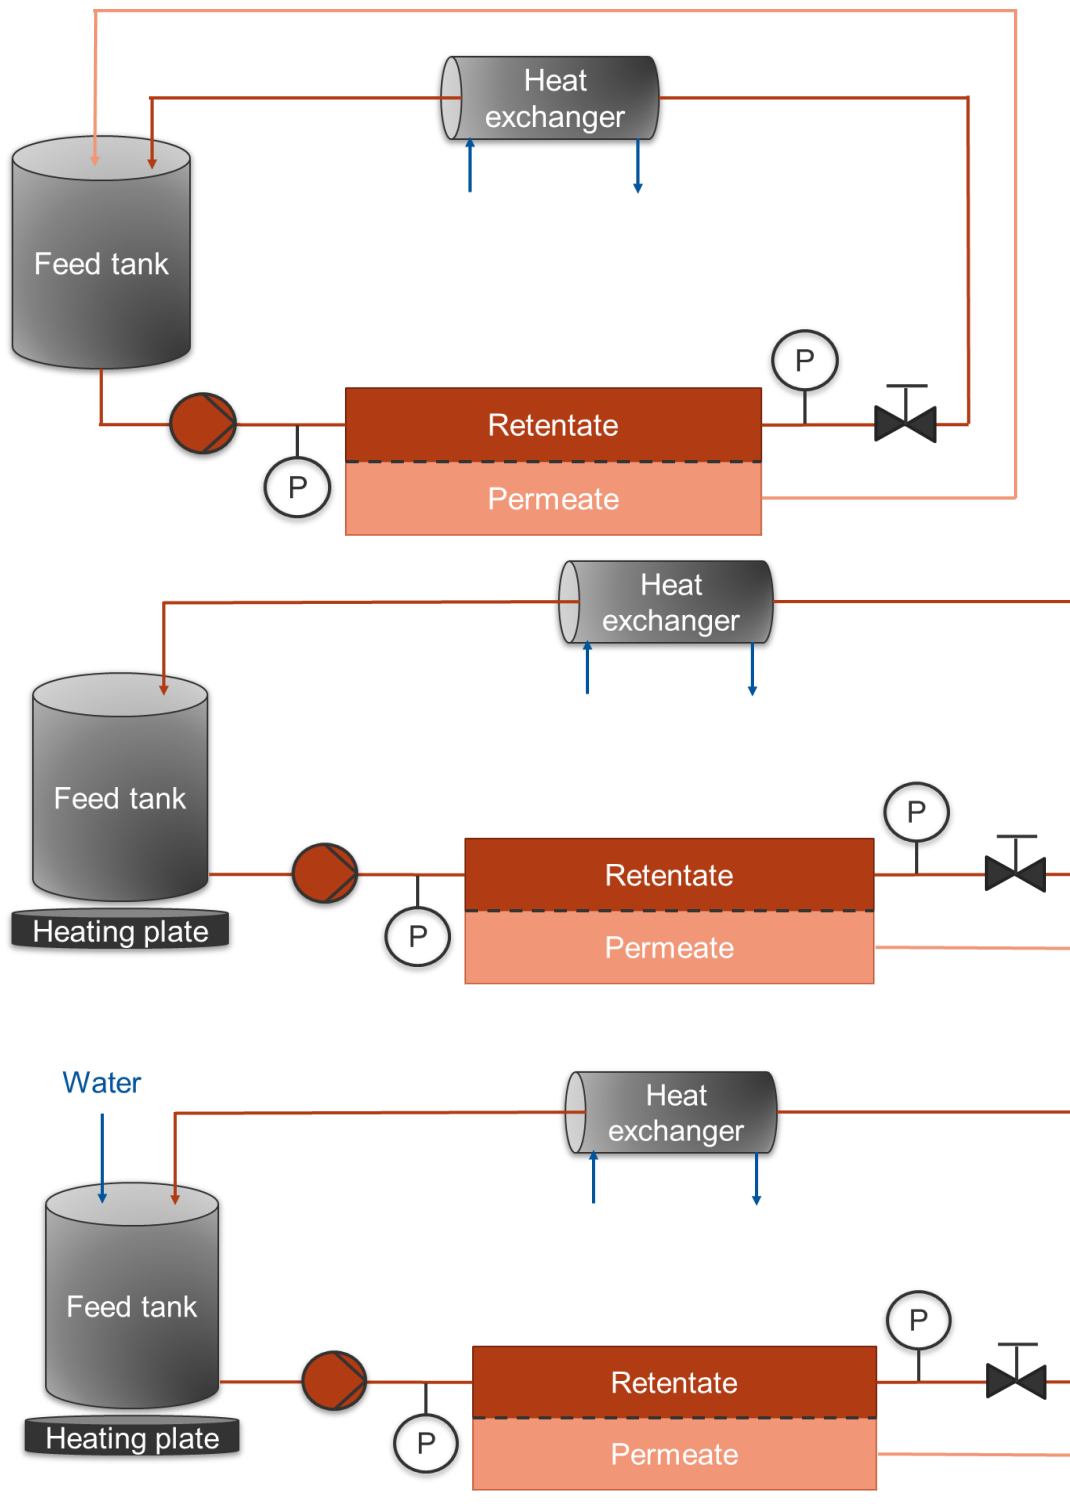 Heat
exchanger
Feed tank
P
Retentate
P
Permeate
Heat
exchanger
Feed tank
P
Retentate
Heating plate
P
Permeate
Water
Heat
exchanger
Feed tank
P
Retentate
Heating plate
P
Permeate